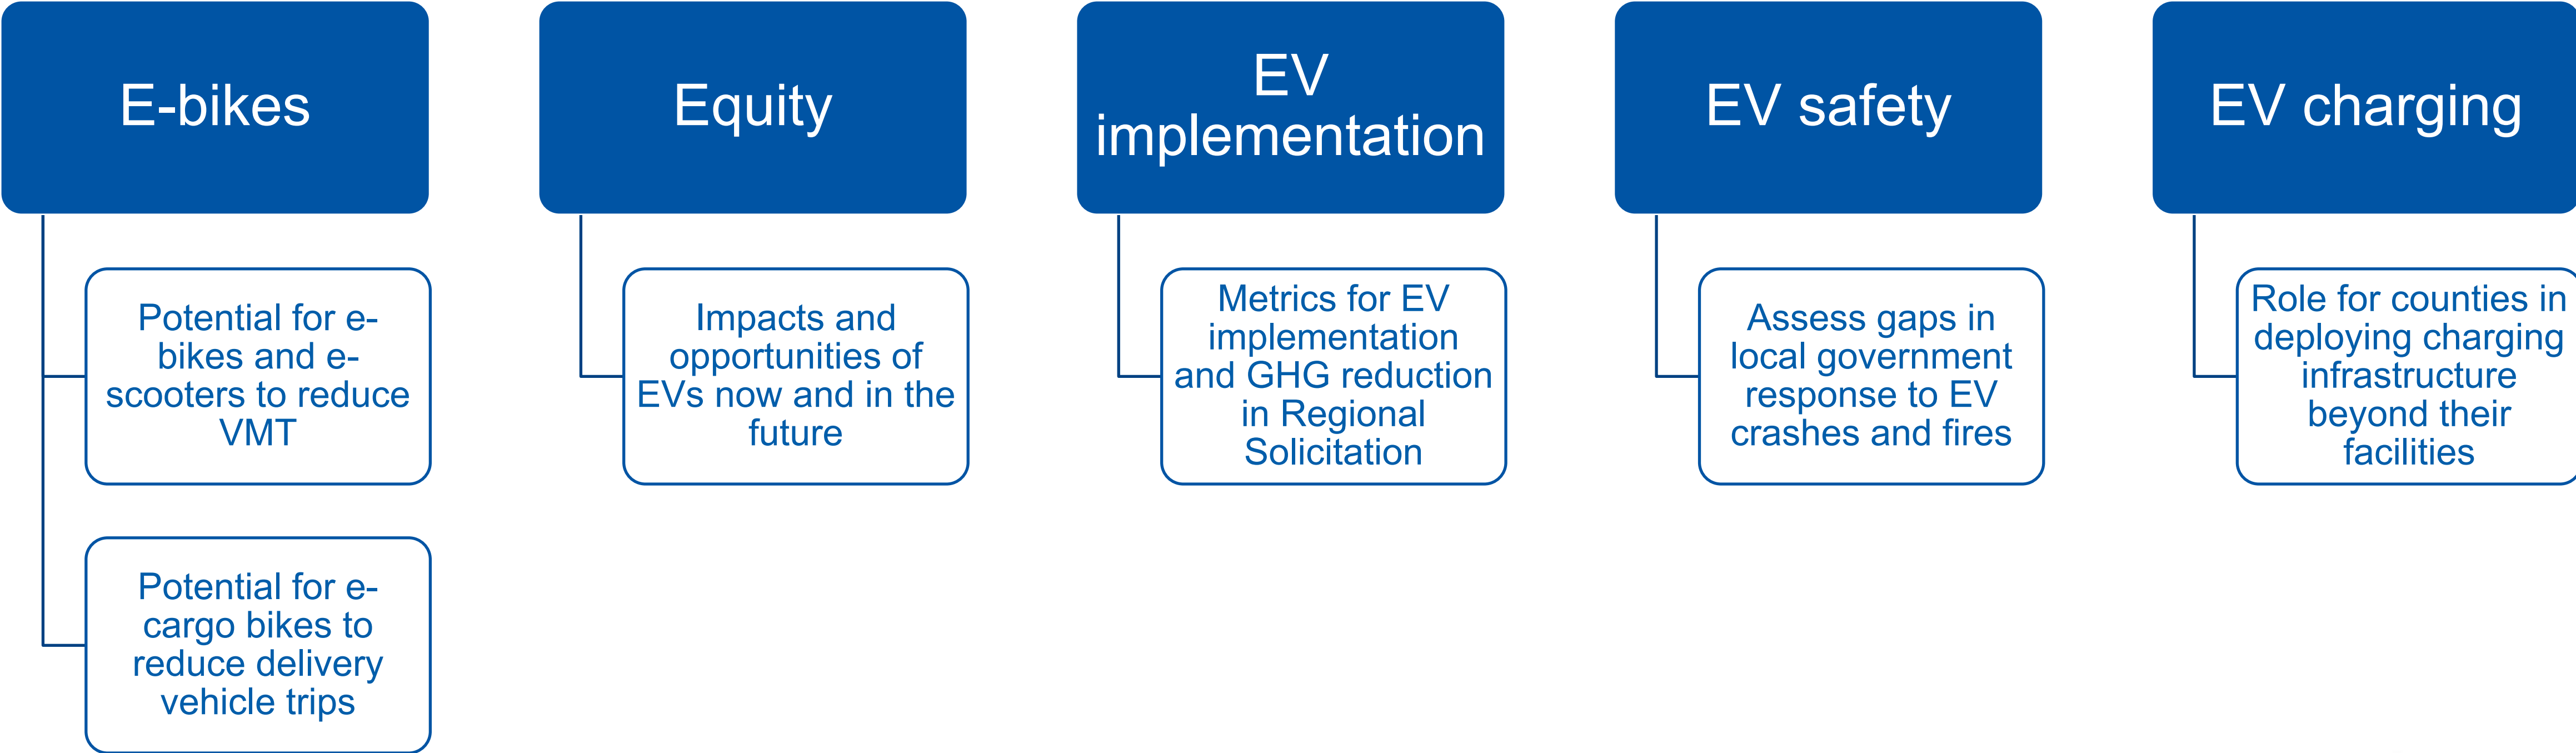 E-bikes
Potential for e-
bikes and e-
scooters to reduce
VMT
Potential for e-
cargo bikes to
reduce delivery
vehicle trips
Equity
Impacts and
opportunities of
EVs now and in the
future
EV
implementation
Metrics for EV
implementation
and GHG reduction
in Regional
Solicitation
EV safety
Assess gaps in
local government
response to EV
crashes and fires
EV charging
Role for counties in
deploying charging
infrastructure
beyond their
facilities